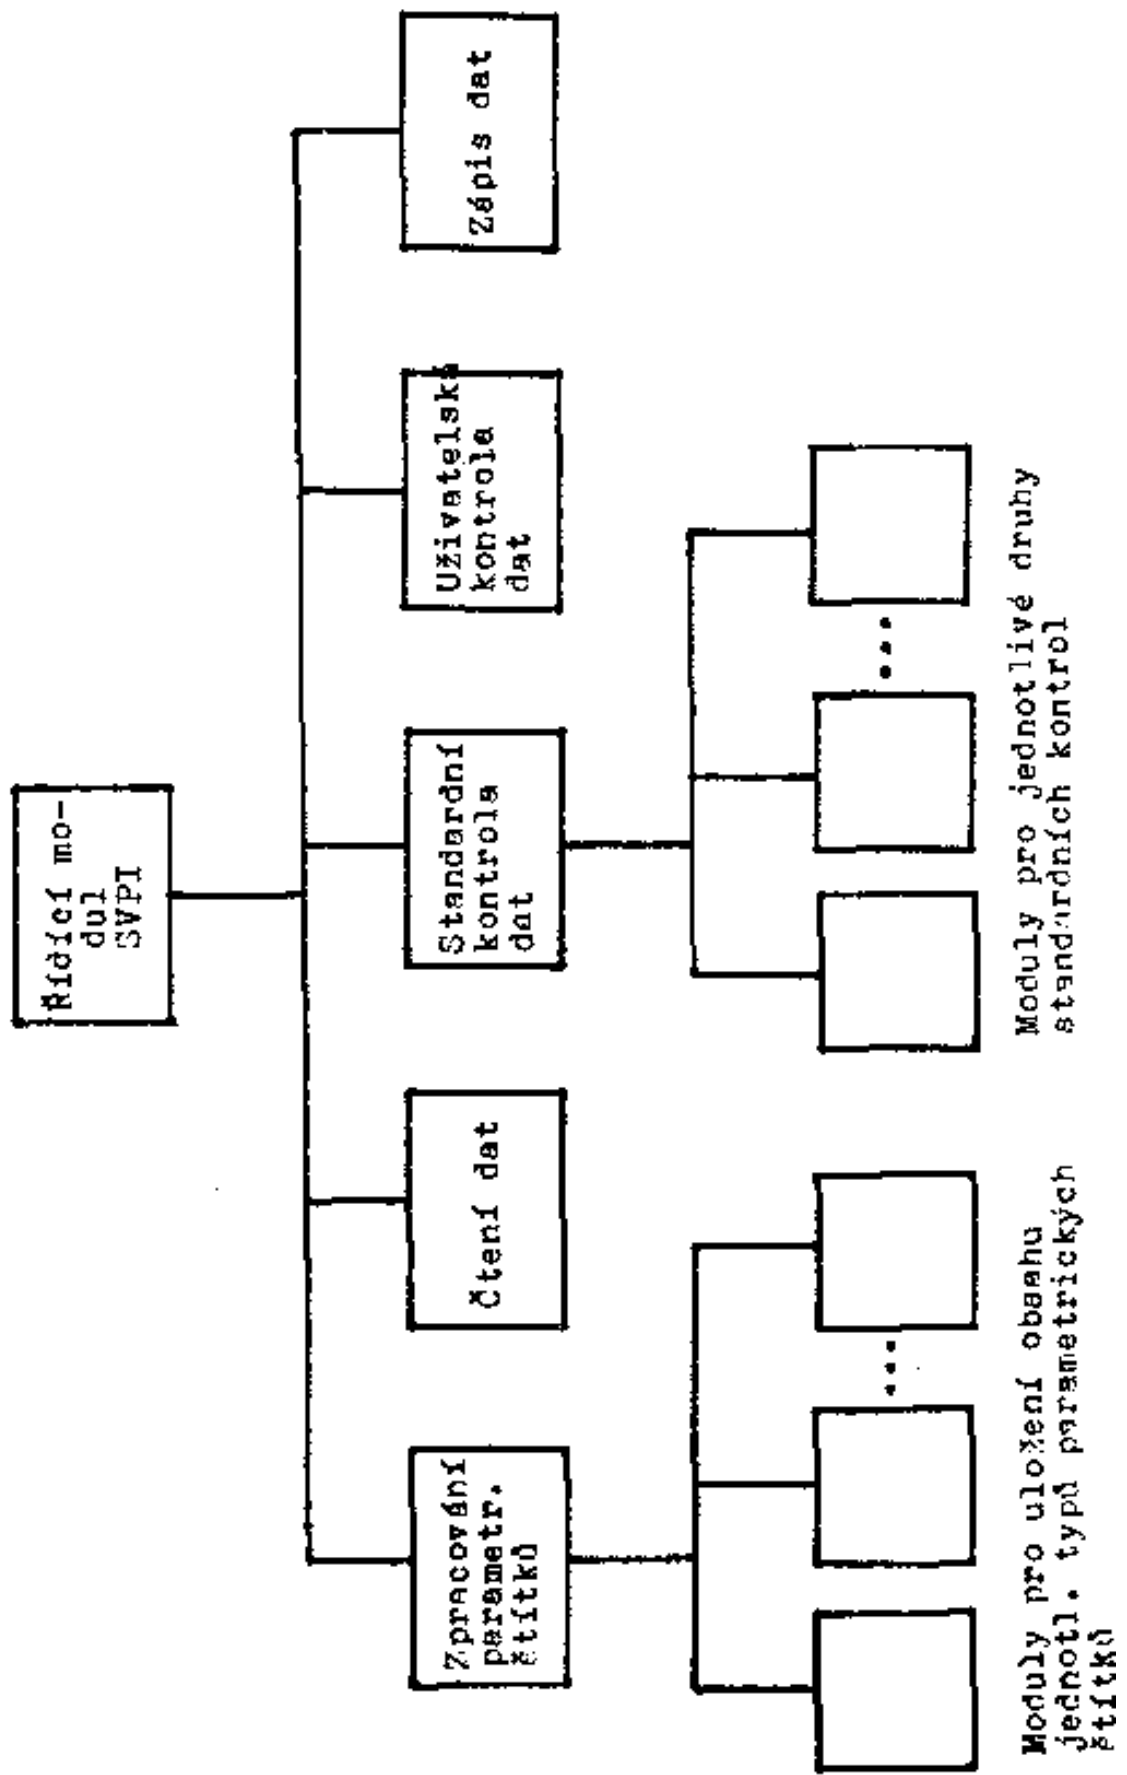 Řídící mo-
dul
SVPI
Zpracování
parametr.
štítků
Čtení dat
Standardní
kontrola
dat
Uživatelská
kontrola
dat
Zápis dat
Moduly pro uložení obsahu
jednotl. typů parametrických
štítků
Moduly pro jednotlivé druhy
standardních kontrol